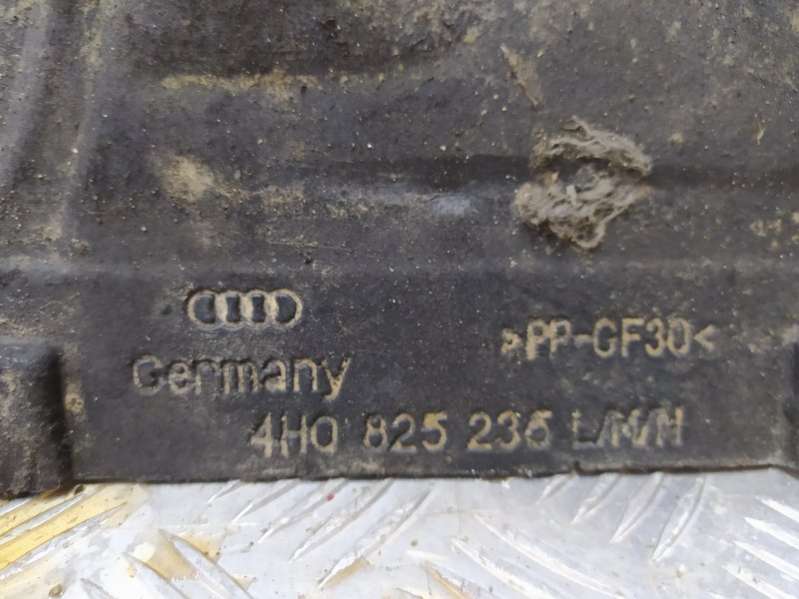 >PP-GF30<
Germany
4H0 825 236 L/M/N